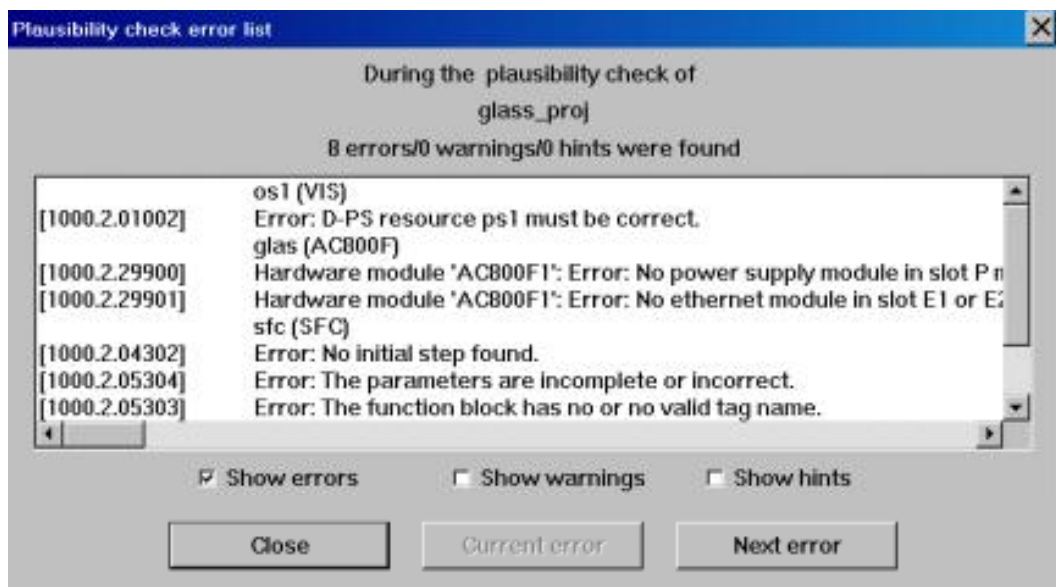 Plausibility check error list
During the plausibility check of
glass_proj
8 errors/0 warnings/0 hints were found
os1 (VIS)
[1000.2.01002] Error: D-PS resource ps1 must be correct.
glas (AC800F)
[1000.2.29900] Hardware module "AC800F1": Error: No power supply module in slot P
[1000.2.29901] Hardware module "AC800F1": Error: No ethernet module in slot E1 or E2
sfc (SFC)
[1000.2.04302] Error: No initial step found.
[1000.2.05304] Error: The parameters are incomplete or incorrect.
[1000.2.05303] Error: The function block has no or no valid tag name.
Show errors Show warnings Show hints
Close Current error Next error